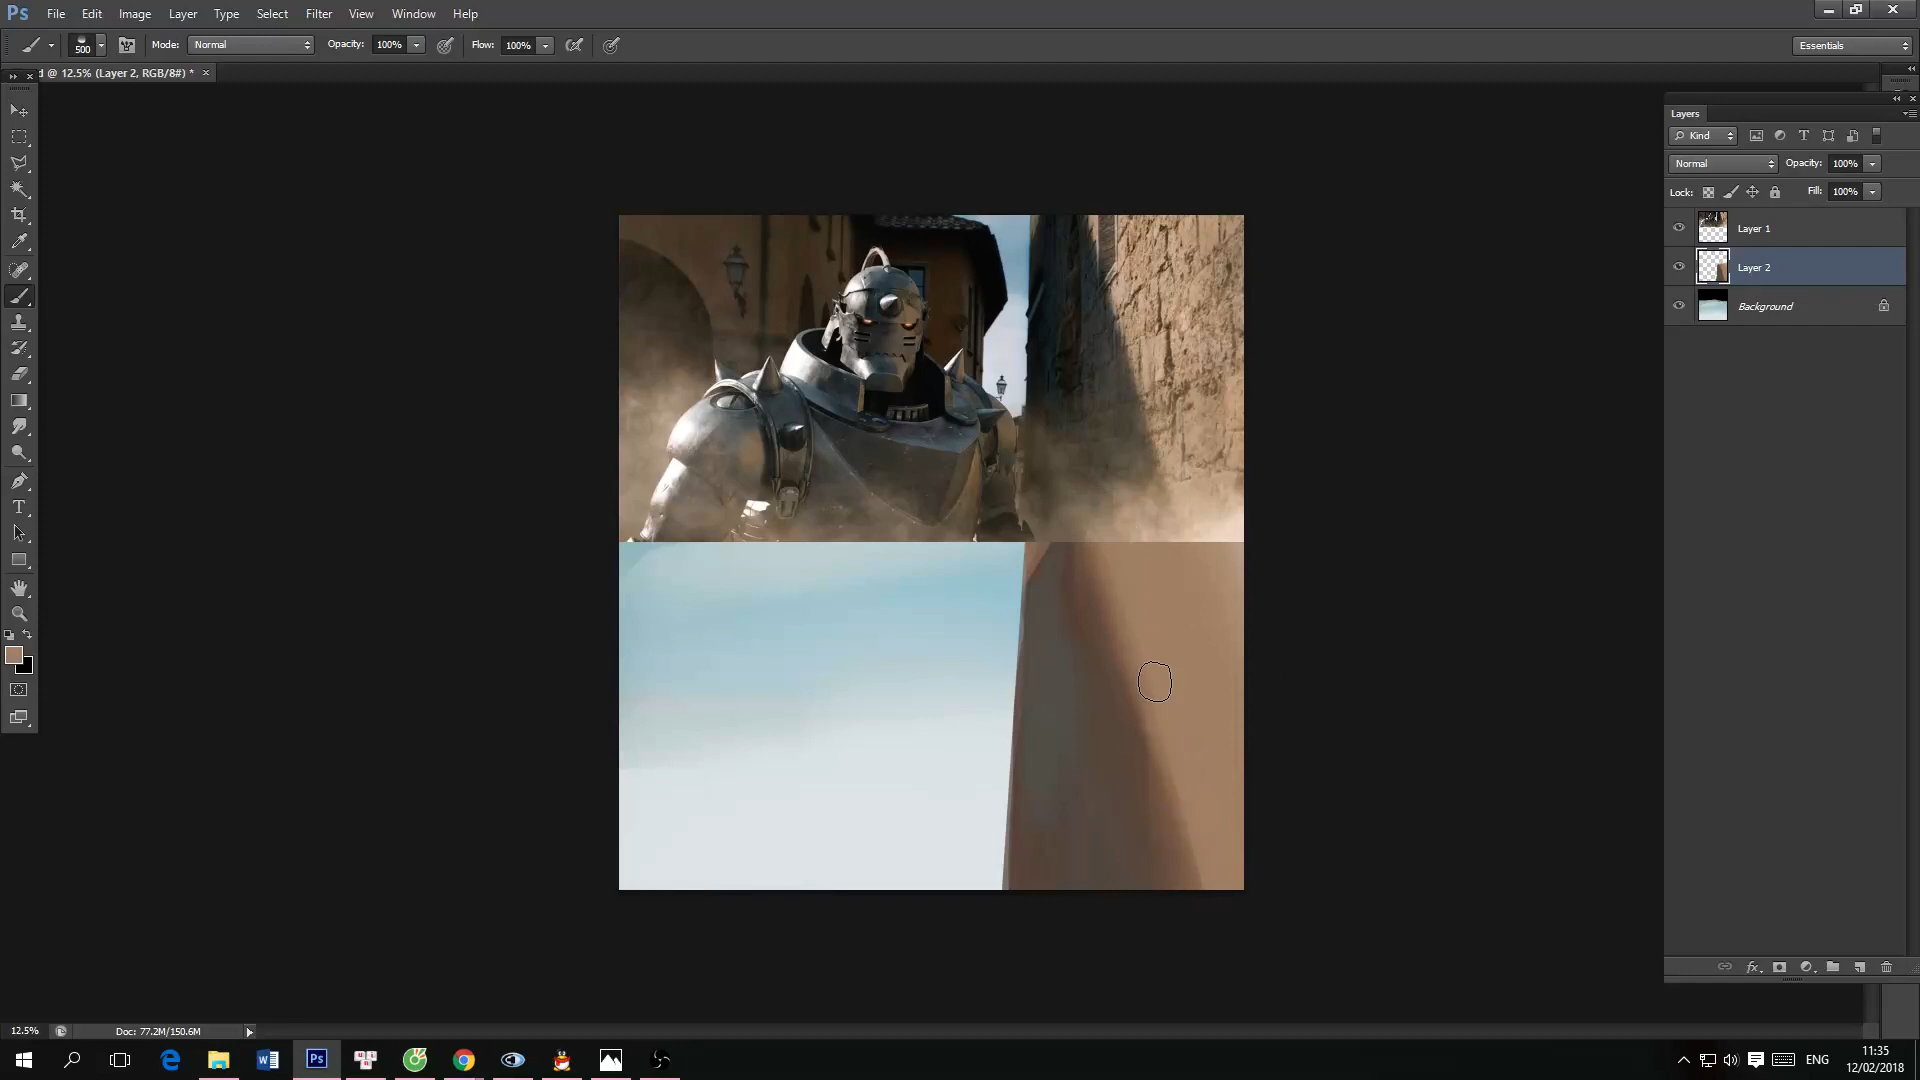 Ps File Edit Image Layer Type Select Filter View Window Help
500 Mode: Normal Opacity: 100% Flow: 100% Essentials
d @ 12.5% (Layer 2, RGB/8#) * ×
Layers
Kind
Normal Opacity: 100%
Lock: Fill: 100%
Layer 1
Layer 2
Background
fx
12.5% Doc: 77.2M/150.6M
ENG
11:35
12/02/2018